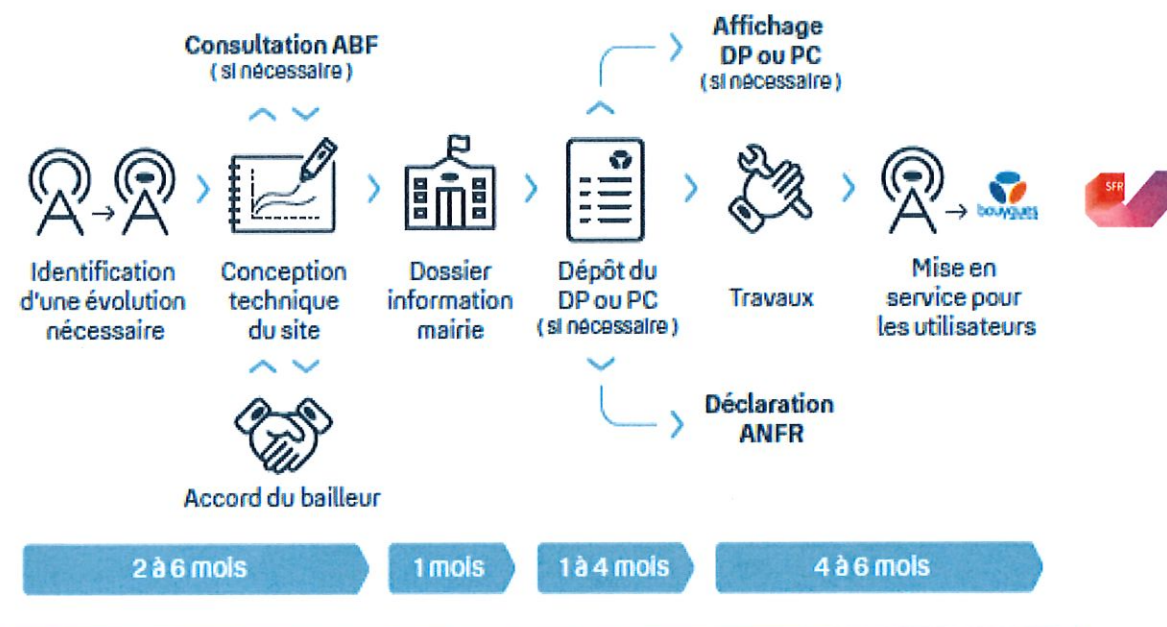 Consultation ABF
( si nécessaire )
Affichage
DP ou PC
( si nécessaire )
bouygues
SFR
Identification
d'une évolution
nécessaire
Conception
technique
du site
Dossier
information
mairie
Dépôt du
DP ou PC
( si nécessaire )
Travaux
Mise en
service pour
les utilisateurs
Déclaration
ANFR
Accord du bailleur
2 à 6 mois
1 mois
1 à 4 mois
4 à 6 mois